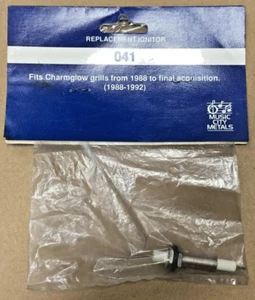 REPLACEMENT IGNITOR
041
Fits Charmglow grills from 1988 to final acquisition.
(1988-1992)
MUSIC
CITY
METALS